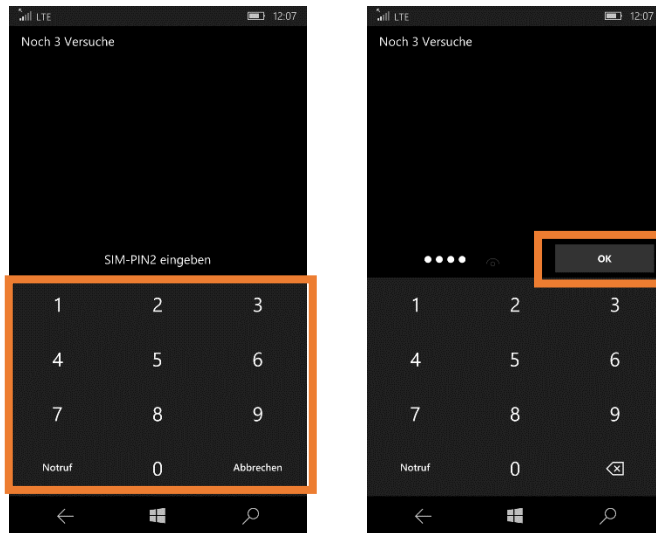 LTE 12:07
Noch 3 Versuche
SIM-PIN2 eingeben
1 2 3
4 5 6
7 8 9
Notruf 0 Abbrechen
LTE 12:07
Noch 3 Versuche
OK
1 2 3
4 5 6
7 8 9
Notruf 0